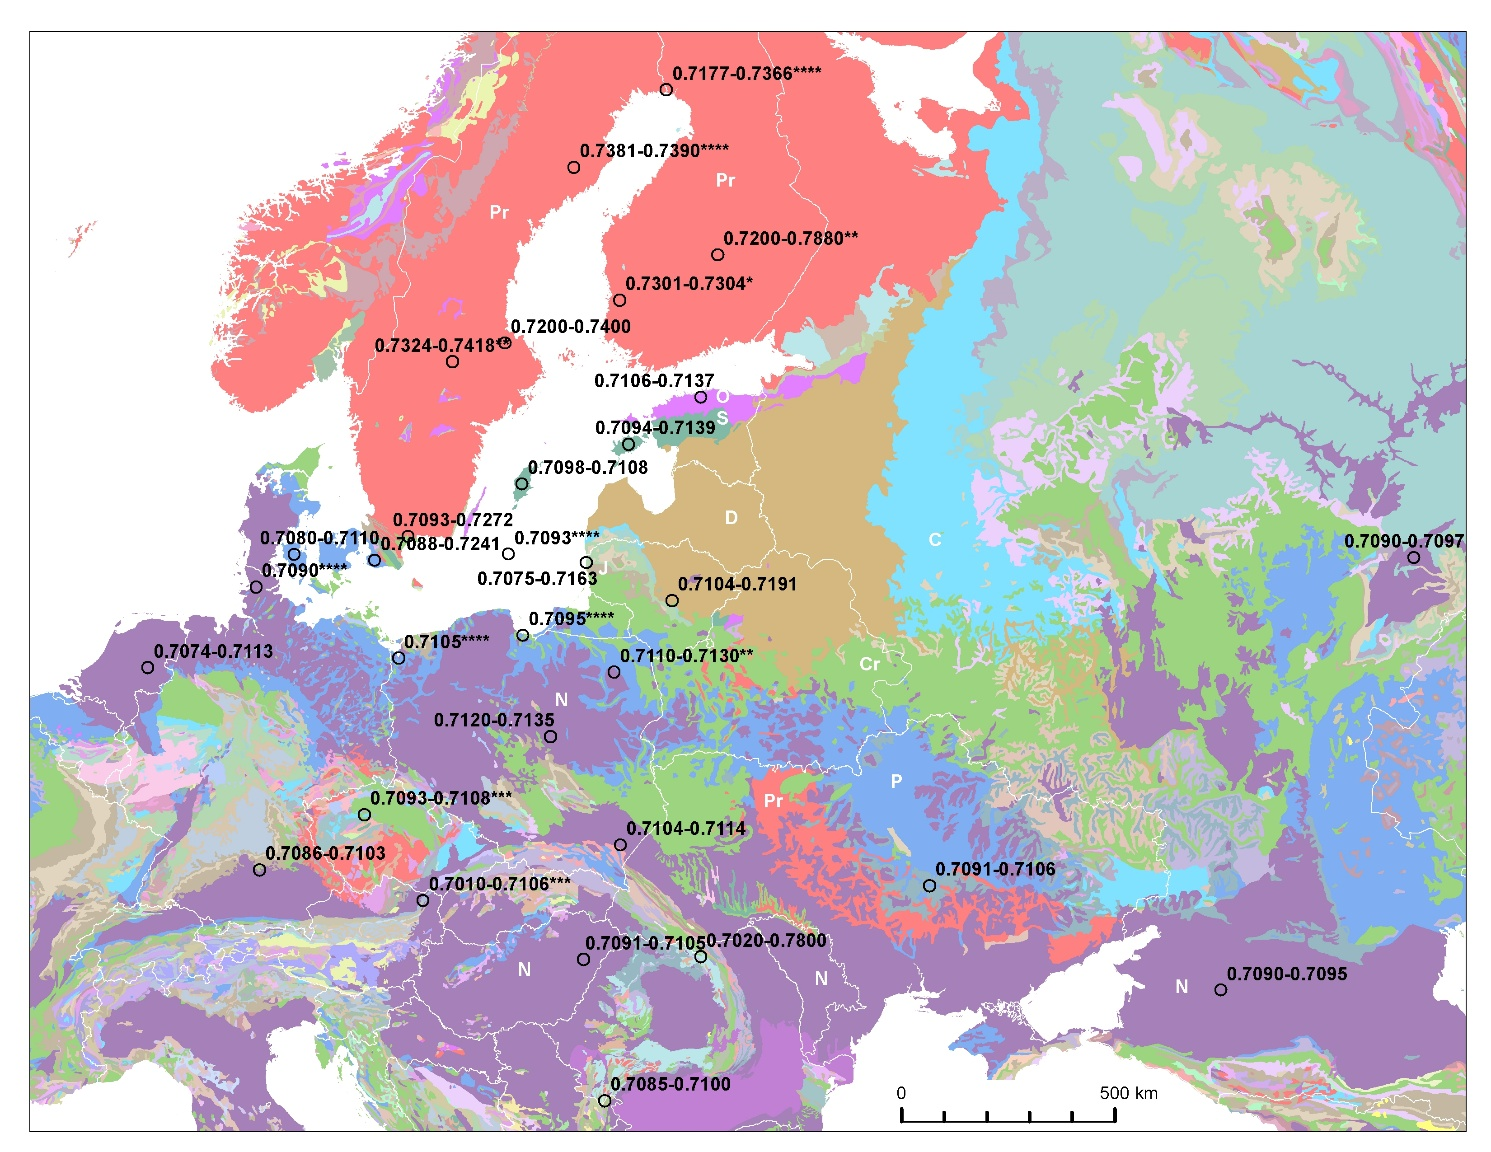 0.7177-0.7366****
0.7381-0.7390****
Pr
Pr
0.7200-0.7880**
0.7301-0.7304*
0.7200-0.7400
0.7324-0.7418**
0.7106-0.7137
O
S
0.7094-0.7139
0.7098-0.7108
D
0.7093-0.7272
0.7080-0.7110
0.7088-0.7241
0.7093****
C
0.7090-0.7097
0.7090****
J
0.7075-0.7163
0.7104-0.7191
0.7095****
0.7105****
0.7074-0.7113
0.7110-0.7130**
Cr
N
0.7120-0.7135
P
0.7093-0.7108***
Pr
0.7104-0.7114
0.7086-0.7103
0.7091-0.7106
0.7010-0.7106***
0.7091-0.7105
0.7020-0.7800
N
N
0.7090-0.7095
N
0.7085-0.7100
0 500 km